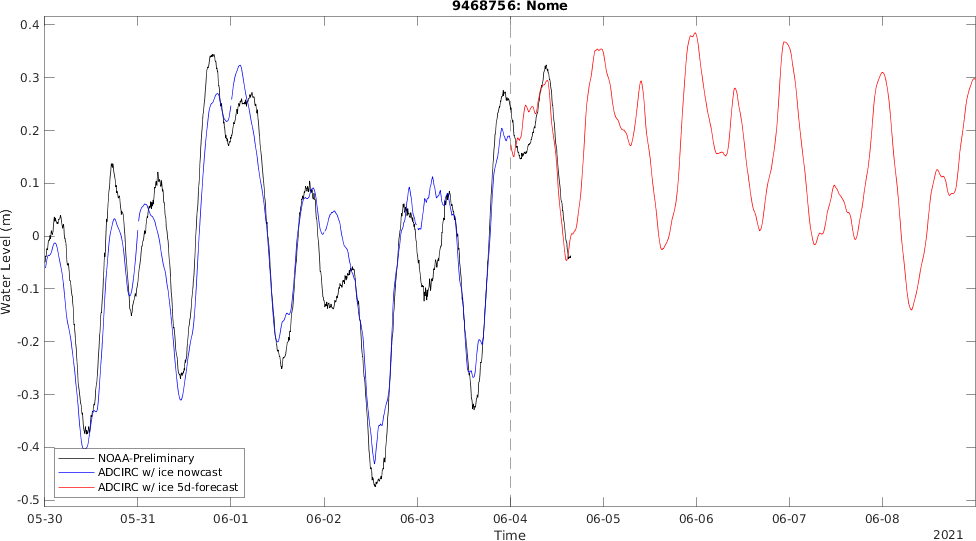 9468756: Nome
0.4
0.3
0.2
0.1
0
-0.1
-0.2
-0.3
-0.4
-0.5
Water Level (m)
NOAA-Preliminary
ADCIRC w/ ice nowcast
ADCIRC w/ ice 5d-forecast
05-30 05-31 06-01 06-02 06-03 06-04 06-05 06-06 06-07 06-08
Time
2021